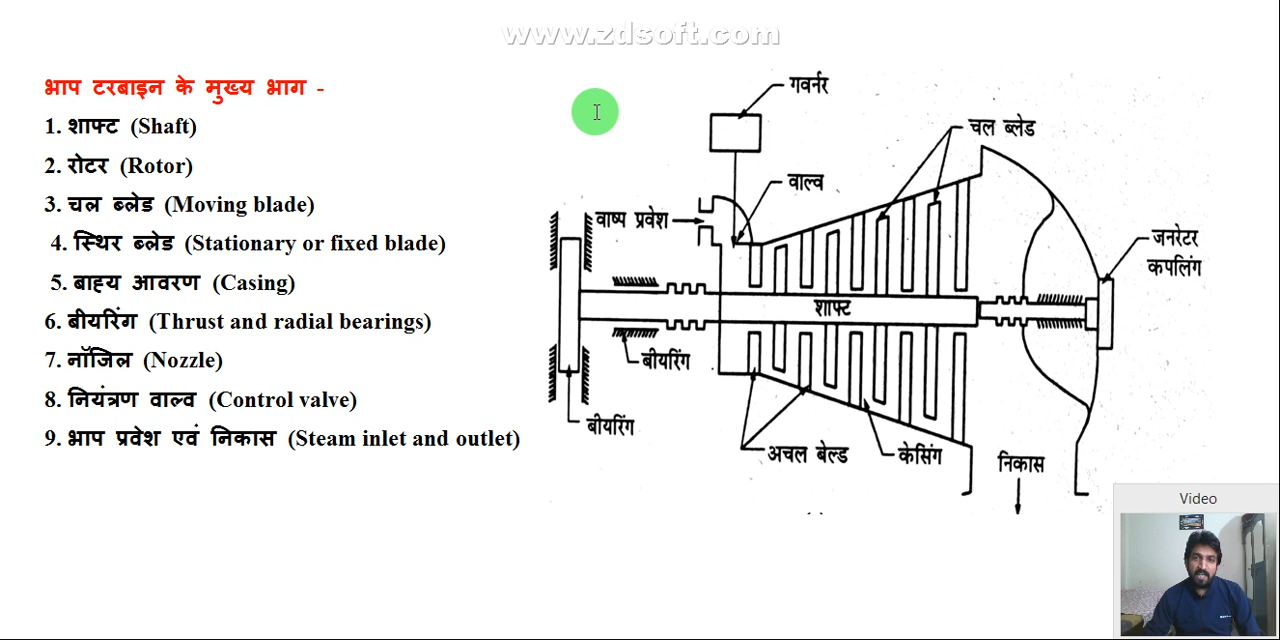 www.zdsoft.com
भाप टरबाइन के मुख्य भाग -
1. शाफ्ट (Shaft)
2. रोटर (Rotor)
3. चल ब्लेड (Moving blade)
4. स्थिर ब्लेड (Stationary or fixed blade)
5. बाह्य आवरण (Casing)
6. बीयरिंग (Thrust and radial bearings)
7. नॉजिल (Nozzle)
8. नियंत्रण वाल्व (Control valve)
9. भाप प्रवेश एवं निकास (Steam inlet and outlet)
गवर्नर
चल ब्लेड
वाल्व
वाष्प प्रवेश
जनरेटर
कपलिंग
शाफ्ट
बीयरिंग
बीयरिंग
अचल बेल्ड
केसिंग
निकास
Video